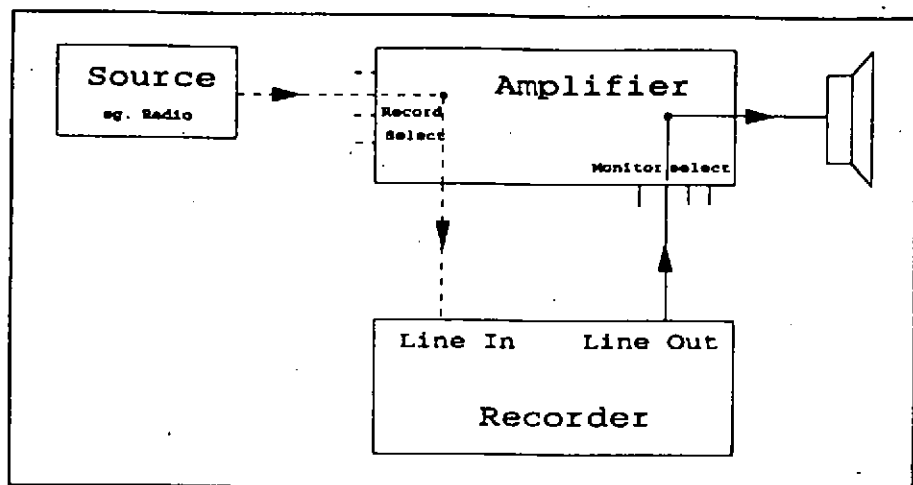 Source
eg. Radio
Amplifier
Record
Select
Monitor select
Line In
Line Out
Recorder